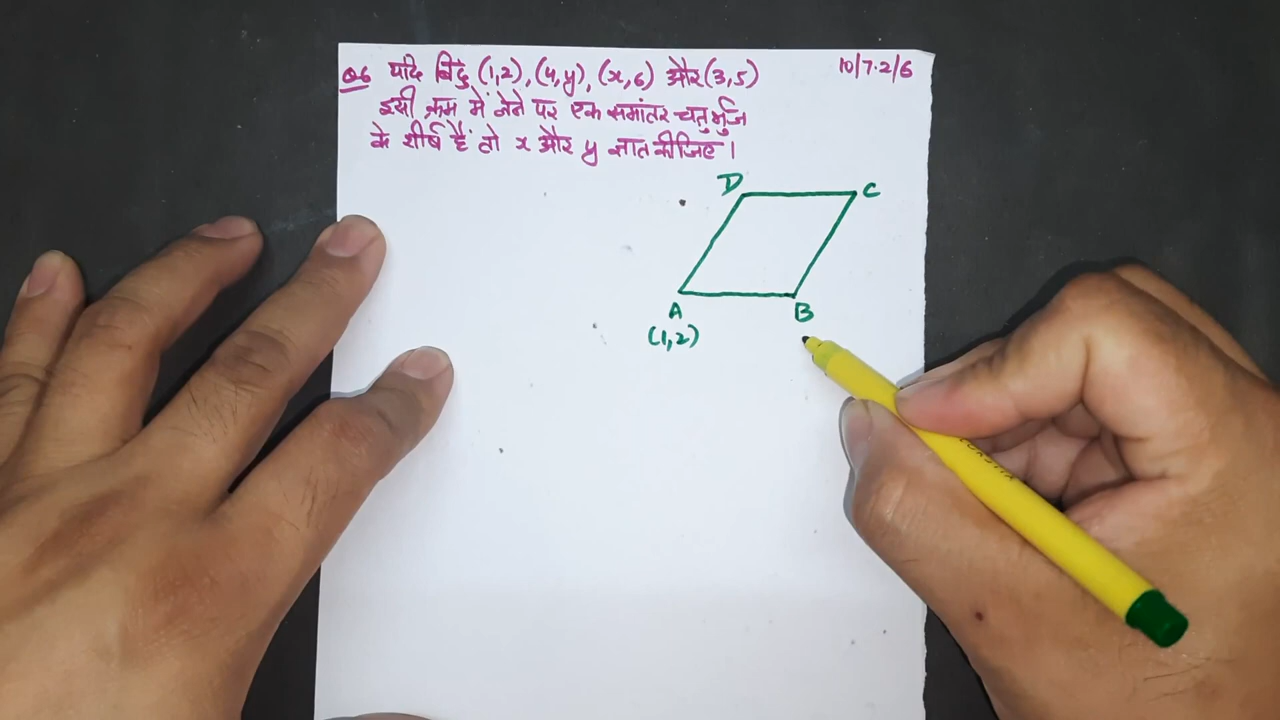 Q6 यदि बिंदु (1,2), (4,y), (x,6) और (3,5)
10/7.2/6
इसी क्रम में लेने पर एक समांतर चतुर्भुज
के शीर्ष हैं तो x और y ज्ञात कीजिए।
D C
A B
(1,2)